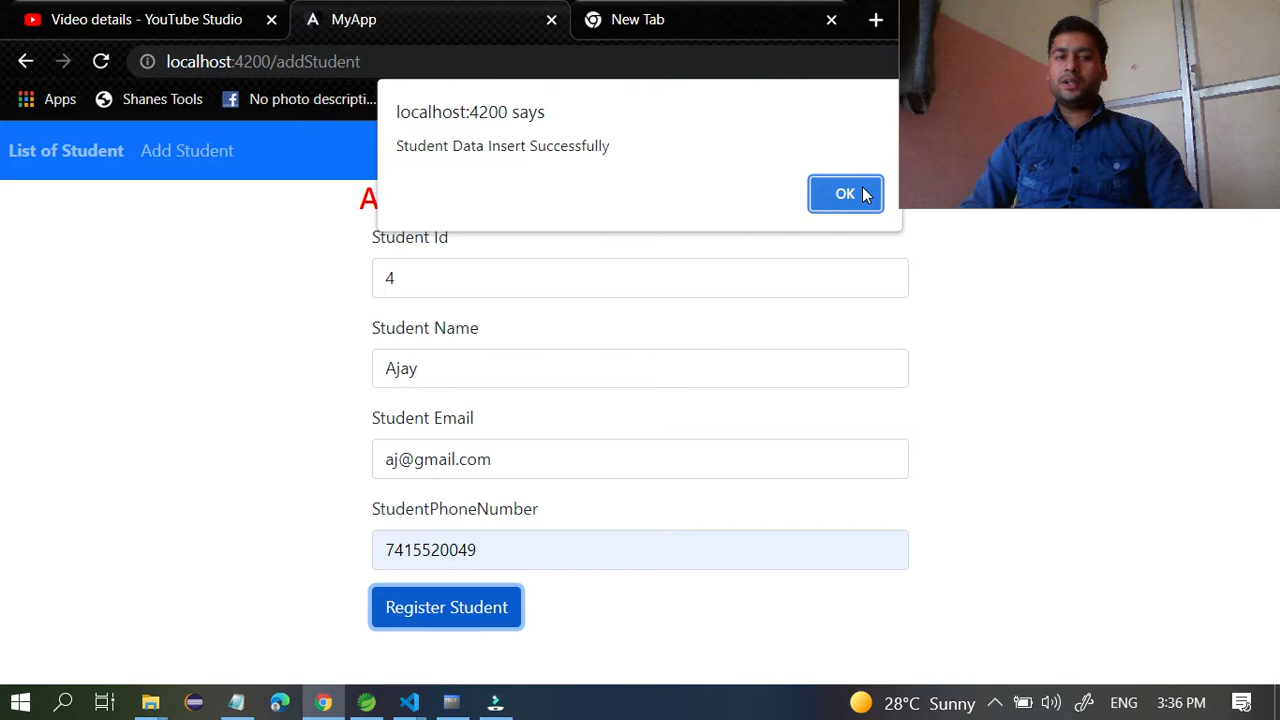 Video details - YouTube Studio
MyApp
New Tab
localhost:4200/addStudent
Apps
Shanes Tools
No photo descripti...
localhost:4200 says
Student Data Insert Successfully
OK
List of Student
Add Student
A
Student Id
4
Student Name
Ajay
Student Email
aj@gmail.com
StudentPhoneNumber
7415520049
Register Student
28°C Sunny
ENG
3:36 PM